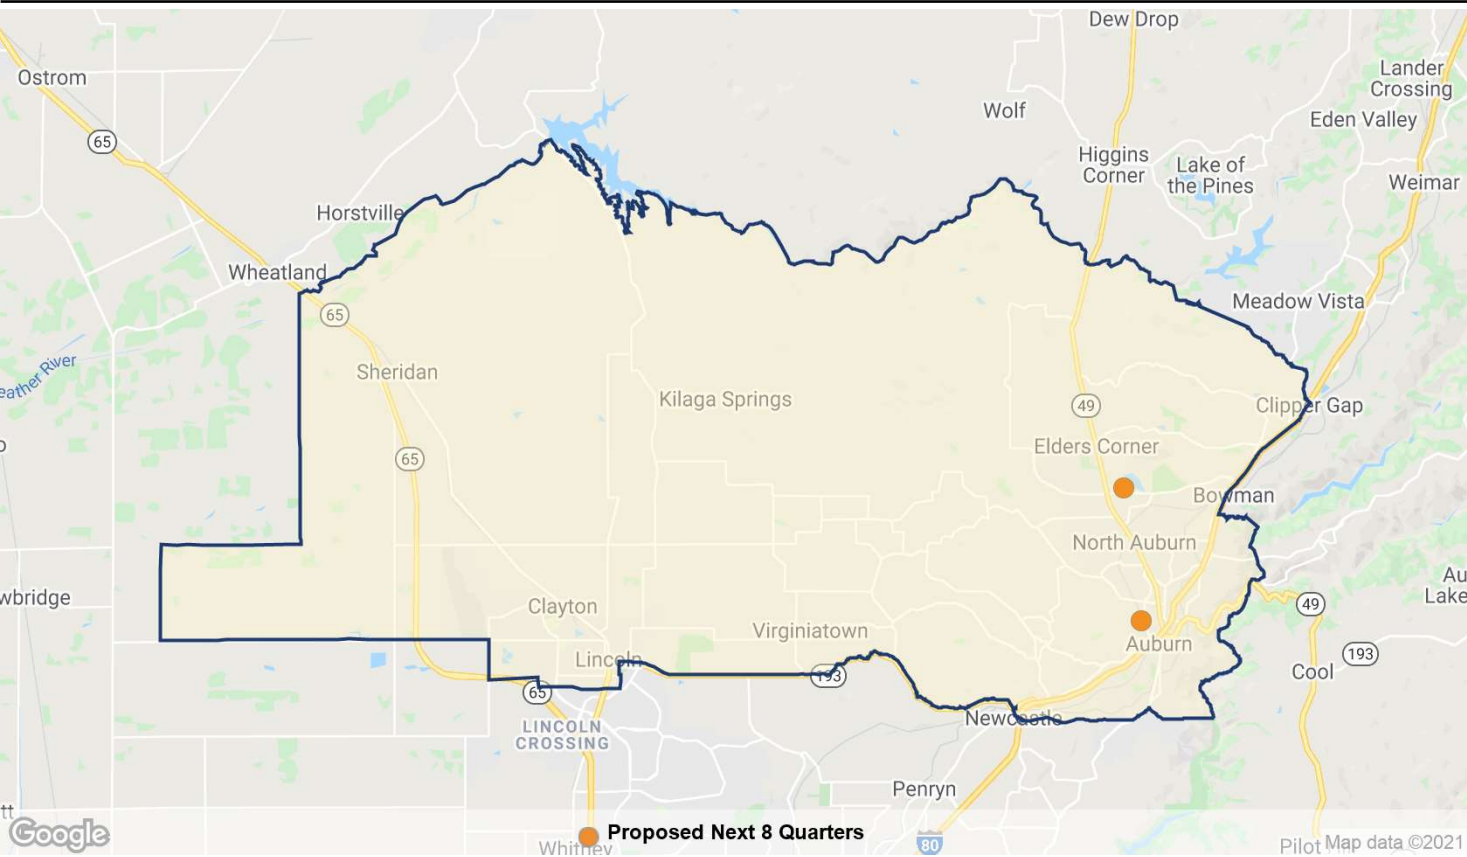 Dew Drop
Ostrom
Lander
Crossing
Wolf
Eden Valley
65
Higgins
Corner
Lake of
the Pines
Weimar
Horstville
Wheatland
Meadow Vista
65
Sheridan
eather River
Kilaga Springs
49
Clipper Gap
Elders Corner
65
Bowman
North Auburn
wbridge
Clayton
49
Au
Lake
Virginiatown
Auburn
193
Lincoln
193
Cool
65
Newcastle
LINCOLN
CROSSING
Penryn
tt
Google
Proposed Next 8 Quarters
Whitney
80
Pilot
Map data ©2021